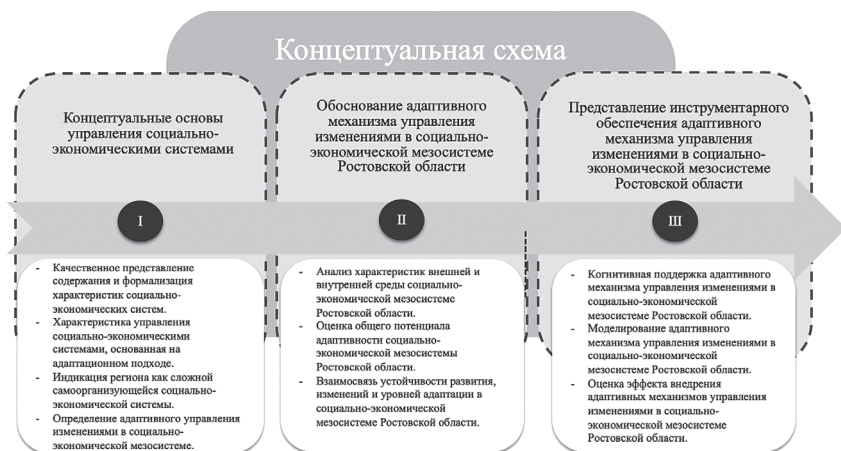 Концептуальная схема
Концептуальные основы
управления социально-
экономическими системами
Обоснование адаптивного
механизма управления
изменениями в социально-
экономической мезосистеме
Ростовской области
Представление инструментарного
обеспечения адаптивного
механизма управления
изменениями в социально-
экономической мезосистеме
Ростовской области
I
II
III
- Качественное представление
содержания и формализация
характеристик социально-
экономических систем.
- Характеристика управления
социально-экономическими
системами, основанная на
адаптационном подходе.
- Индикация региона как сложной
самоорганизующейся социально-
экономической системы.
- Определение адаптивного управления
изменениями в социально-
экономической мезосистеме.
- Анализ характеристик внешней и
внутренней среды социально-
экономической мезосистеме
Ростовской области.
- Оценка общего потенциала
адаптивности социально-
экономической мезосистемы
Ростовской области.
- Взаимосвязь устойчивости развития,
изменений и уровней адаптации в
социально-экономической
мезосистеме Ростовской области.
- Когнитивная поддержка адаптивного
механизма управления изменениями в
социально-экономической
мезосистеме Ростовской области.
- Моделирование адаптивного
механизма управления изменениями в
социально-экономической
мезосистеме Ростовской области.
- Оценка эффекта внедрения
адаптивных механизмов управления
изменениями в социально-
экономической мезосистеме
Ростовской области.